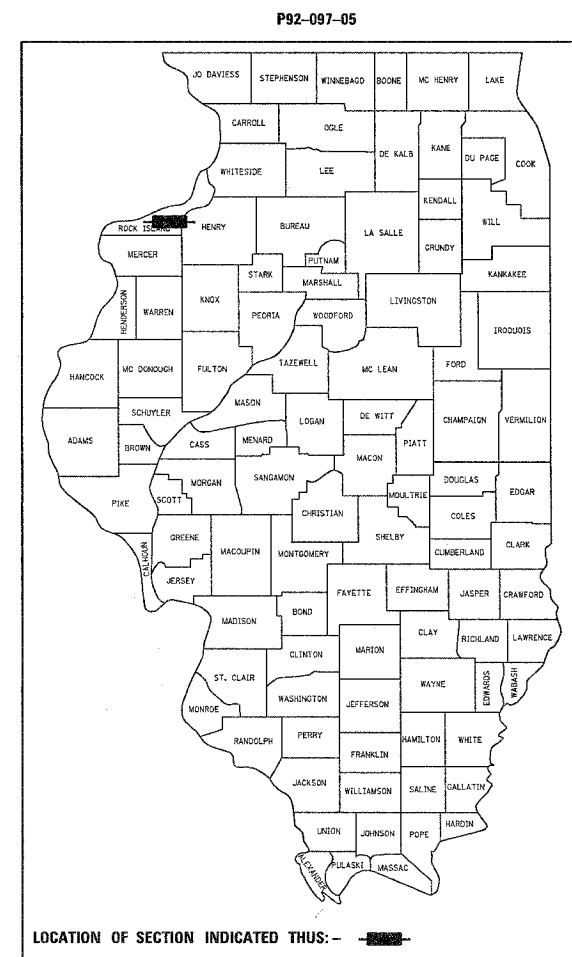 P92-097-05
JO DAVIESS STEPHENSON WINNEBAGO BOONE MC HENRY LAKE
CARROLL OGLE
DE KALB KANE
DU PAGE COOK
WHITESIDE LEE
KENDALL
WILL
ROCK ISLAND HENRY BUREAU LA SALLE
GRUNDY
MERCER
PUTNAM
KANKAKEE
STARK
MARSHALL
HENDERSON WARREN KNOX
PEORIA WOODFORD LIVINGSTON
IROQUOIS
HANCOCK MC DONOUGH FULTON TAZEWELL MC LEAN FORD
MASON
SCHUYLER LOGAN DE WITT
CHAMPAIGN VERMILION
ADAMS BROWN CASS MENARD PIATT
MACON
MORGAN SANGAMON DOUGLAS
PIKE SCOTT MOULTRIE EDGAR
CHRISTIAN COLES
GREENE SHELBY
CALHOUN MACOUPIN MONTGOMERY CUMBERLAND CLARK
JERSEY
FAYETTE EFFINGHAM JASPER CRAWFORD
MADISON BOND
CLAY RICHLAND LAWRENCE
CLINTON MARION
ST. CLAIR WAYNE EDWARDS WABASH
WASHINGTON JEFFERSON
MONROE
PERRY HAMILTON WHITE
RANDOLPH FRANKLIN
JACKSON WILLIAMSON SALINE GALLATIN
HARDIN
UNION JOHNSON POPE
ALEXANDER PULASKI MASSAC
LOCATION OF SECTION INDICATED THUS: -